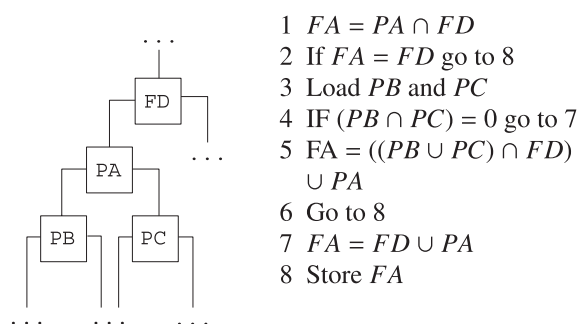 ...
FD
...
PA
PB PC
... ... ...
1 FA = PA ∩ FD
2 If FA = FD go to 8
3 Load PB and PC
4 IF (PB ∩ PC) = 0 go to 7
5 FA = ((PB ∪ PC) ∩ FD)
∪ PA
6 Go to 8
7 FA = FD ∪ PA
8 Store FA